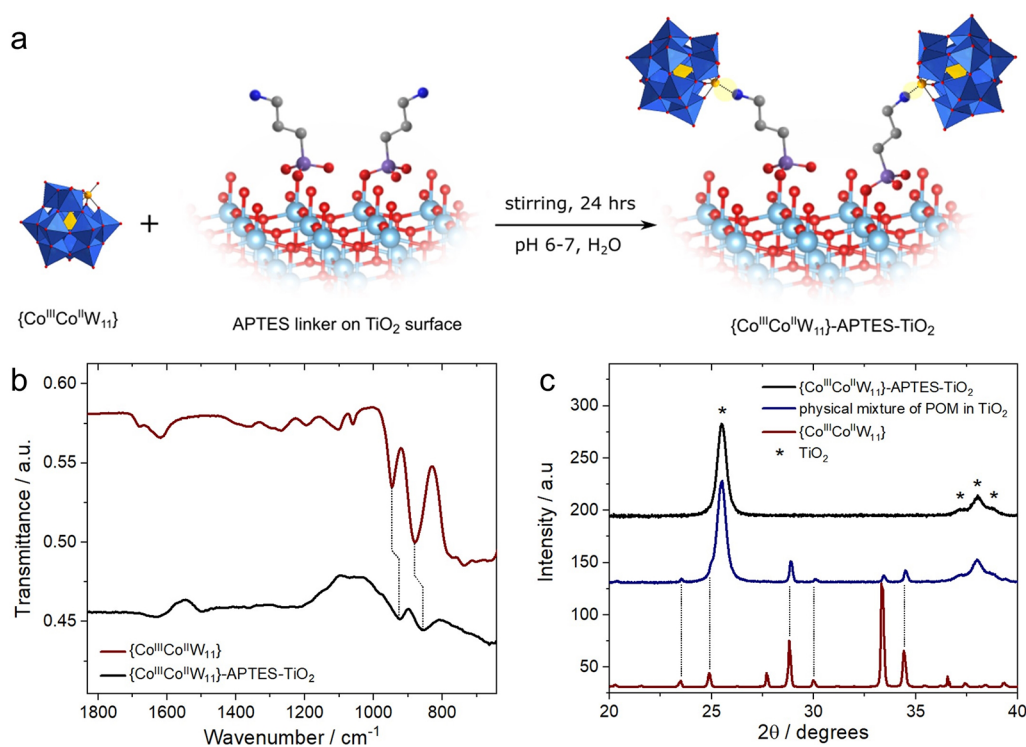 a
+
stirring, 24 hrs
pH 6-7, H₂O
{CoᴵᴵᴵCoᴵᴵW₁₁}
APTES linker on TiO₂ surface
{CoᴵᴵᴵCoᴵᴵW₁₁}-APTES-TiO₂
b
0.60
0.55
0.50
0.45
Transmittance / a.u.
{CoᴵᴵᴵCoᴵᴵW₁₁}
{CoᴵᴵᴵCoᴵᴵW₁₁}-APTES-TiO₂
1800 1600 1400 1200 1000 800
Wavenumber / cm⁻¹
c
{CoᴵᴵᴵCoᴵᴵW₁₁}-APTES-TiO₂
physical mixture of POM in TiO₂
{CoᴵᴵᴵCoᴵᴵW₁₁}
* TiO₂
*
* * *
300
250
200
150
100
50
Intensity / a.u
20 25 30 35 40
2θ / degrees